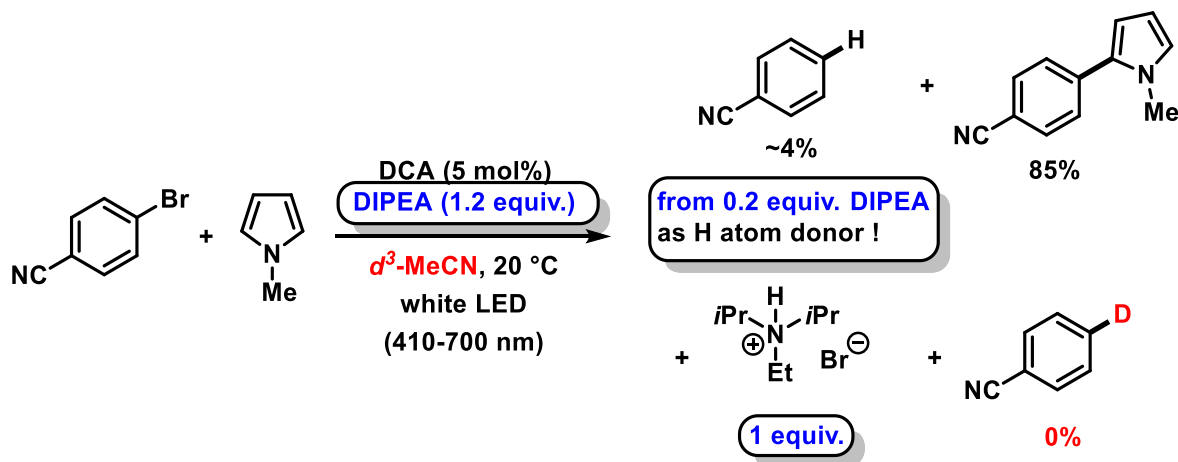 Br
NC
+
N
Me
DCA (5 mol%)
DIPEA (1.2 equiv.)
d³-MeCN, 20 °C
white LED
(410-700 nm)
H
NC
~4%
+
N
Me
NC
85%
from 0.2 equiv. DIPEA
as H atom donor !
+
H
iPr
N
iPr
⊕
Et
Br
⊖
1 equiv.
+
D
NC
0%